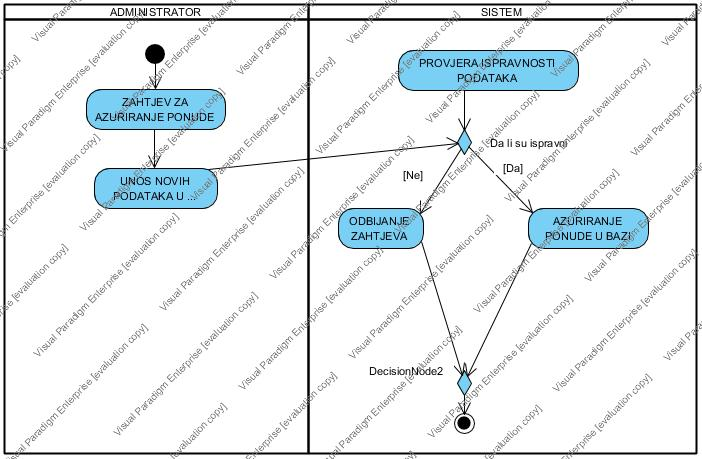 ADMINISTRATOR
SISTEM
ZAHTJEV ZA
AZURIRANJE PONUDE
UNOS NOVIH
PODATAKA U ...
PROVJERA ISPRAVNOSTI
PODATAKA
Da li su ispravni
[Ne]
[Da]
ODBIJANJE
ZAHTJEVA
AZURIRANJE
PONUDE U BAZI
DecisionNode2
Visual Paradigm Enterprise [evaluation copy]